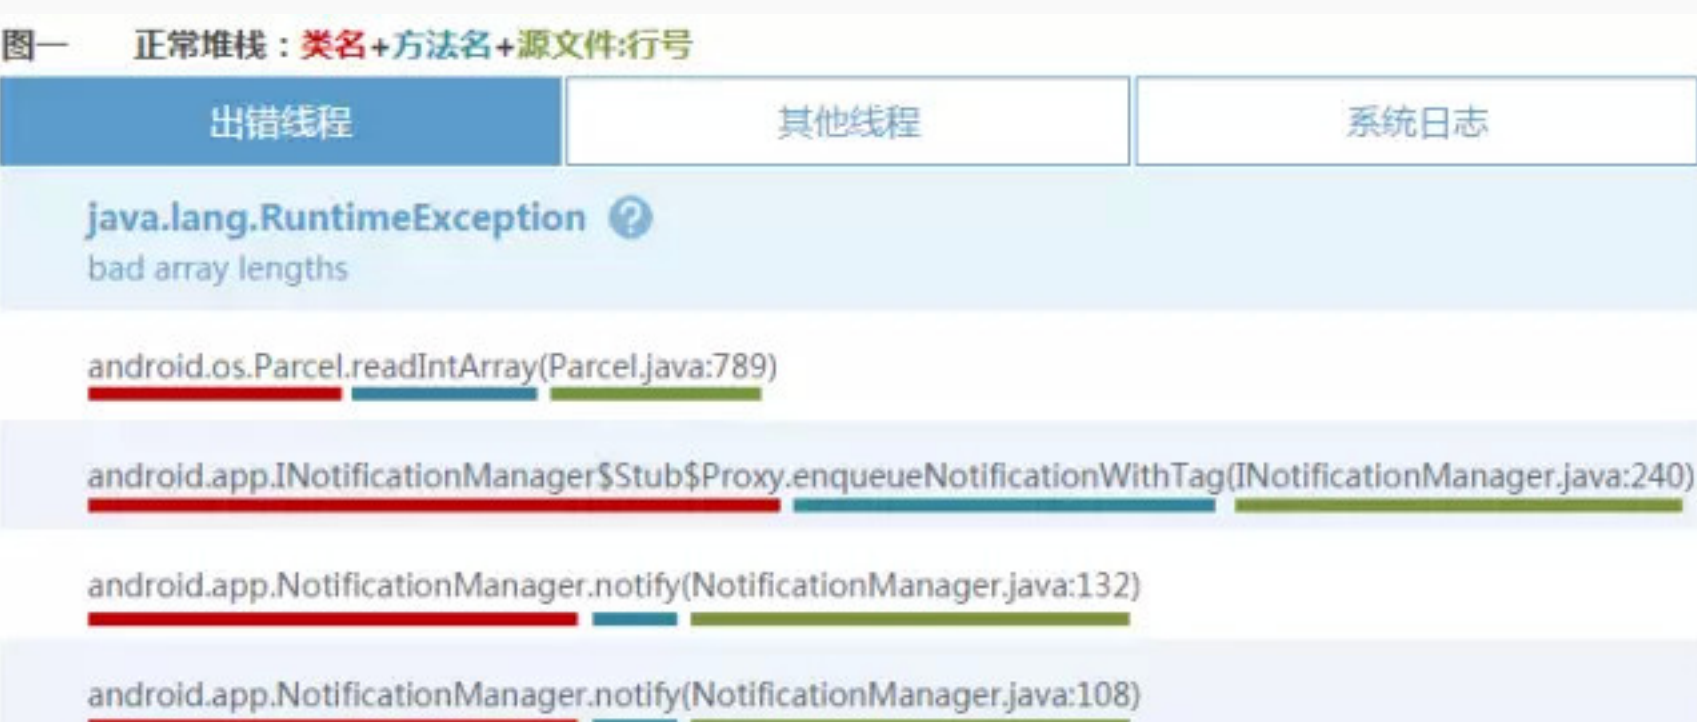 图一 正常堆栈：类名+方法名+源文件:行号
出错线程 其他线程 系统日志
java.lang.RuntimeException ?
bad array lengths
android.os.Parcel.readIntArray(Parcel.java:789)
android.app.INotificationManager$Stub$Proxy.enqueueNotificationWithTag(INotificationManager.java:240)
android.app.NotificationManager.notify(NotificationManager.java:132)
android.app.NotificationManager.notify(NotificationManager.java:108)